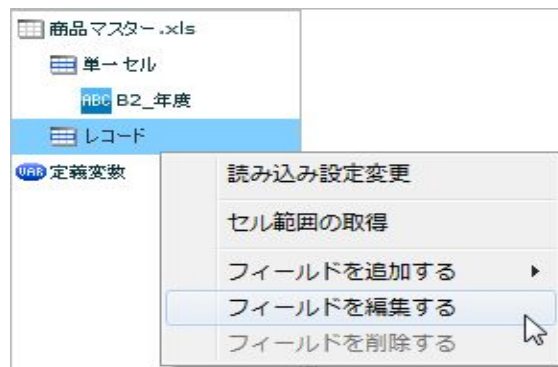 商品マスター.xls
単一セル
ABC B2_年度
レコード
VAR 定義変数
読み込み設定変更
セル範囲の取得
フィールドを追加する
フィールドを編集する
フィールドを削除する